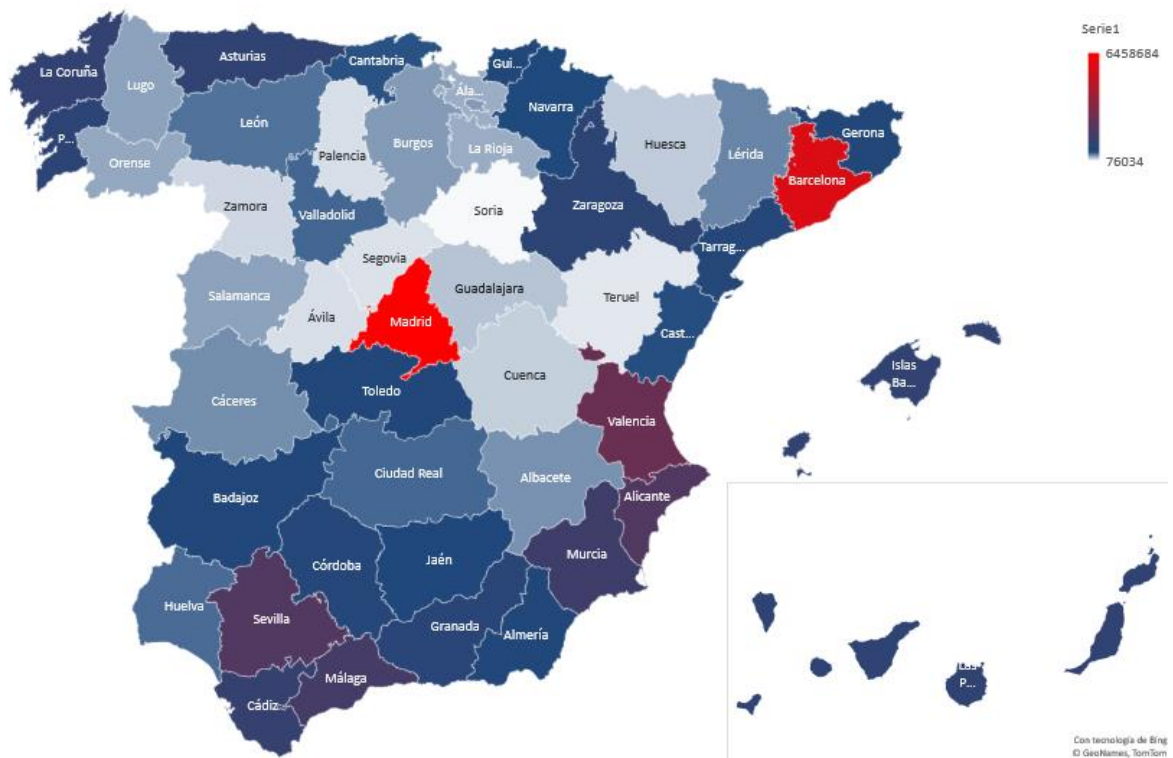 Serie1
6458684
76034
La Coruña
Lugo
Asturias
Cantabria
Gui...
P...
Orense
León
Palencia
Burgos
Ála...
La Rioja
Navarra
Huesca
Lérida
Gerona
Barcelona
Zamora
Valladolid
Soria
Zaragoza
Tarrag...
Segovia
Salamanca
Ávila
Madrid
Guadalajara
Teruel
Cast...
Cuenca
Toledo
Cáceres
Valencia
Islas
Ba...
Badajoz
Ciudad Real
Albacete
Alicante
Murcia
Córdoba
Jaén
Huelva
Sevilla
Granada
Almería
Málaga
Cádiz
Las
P...
Con tecnología de Bing
© GeoNames, TomTom